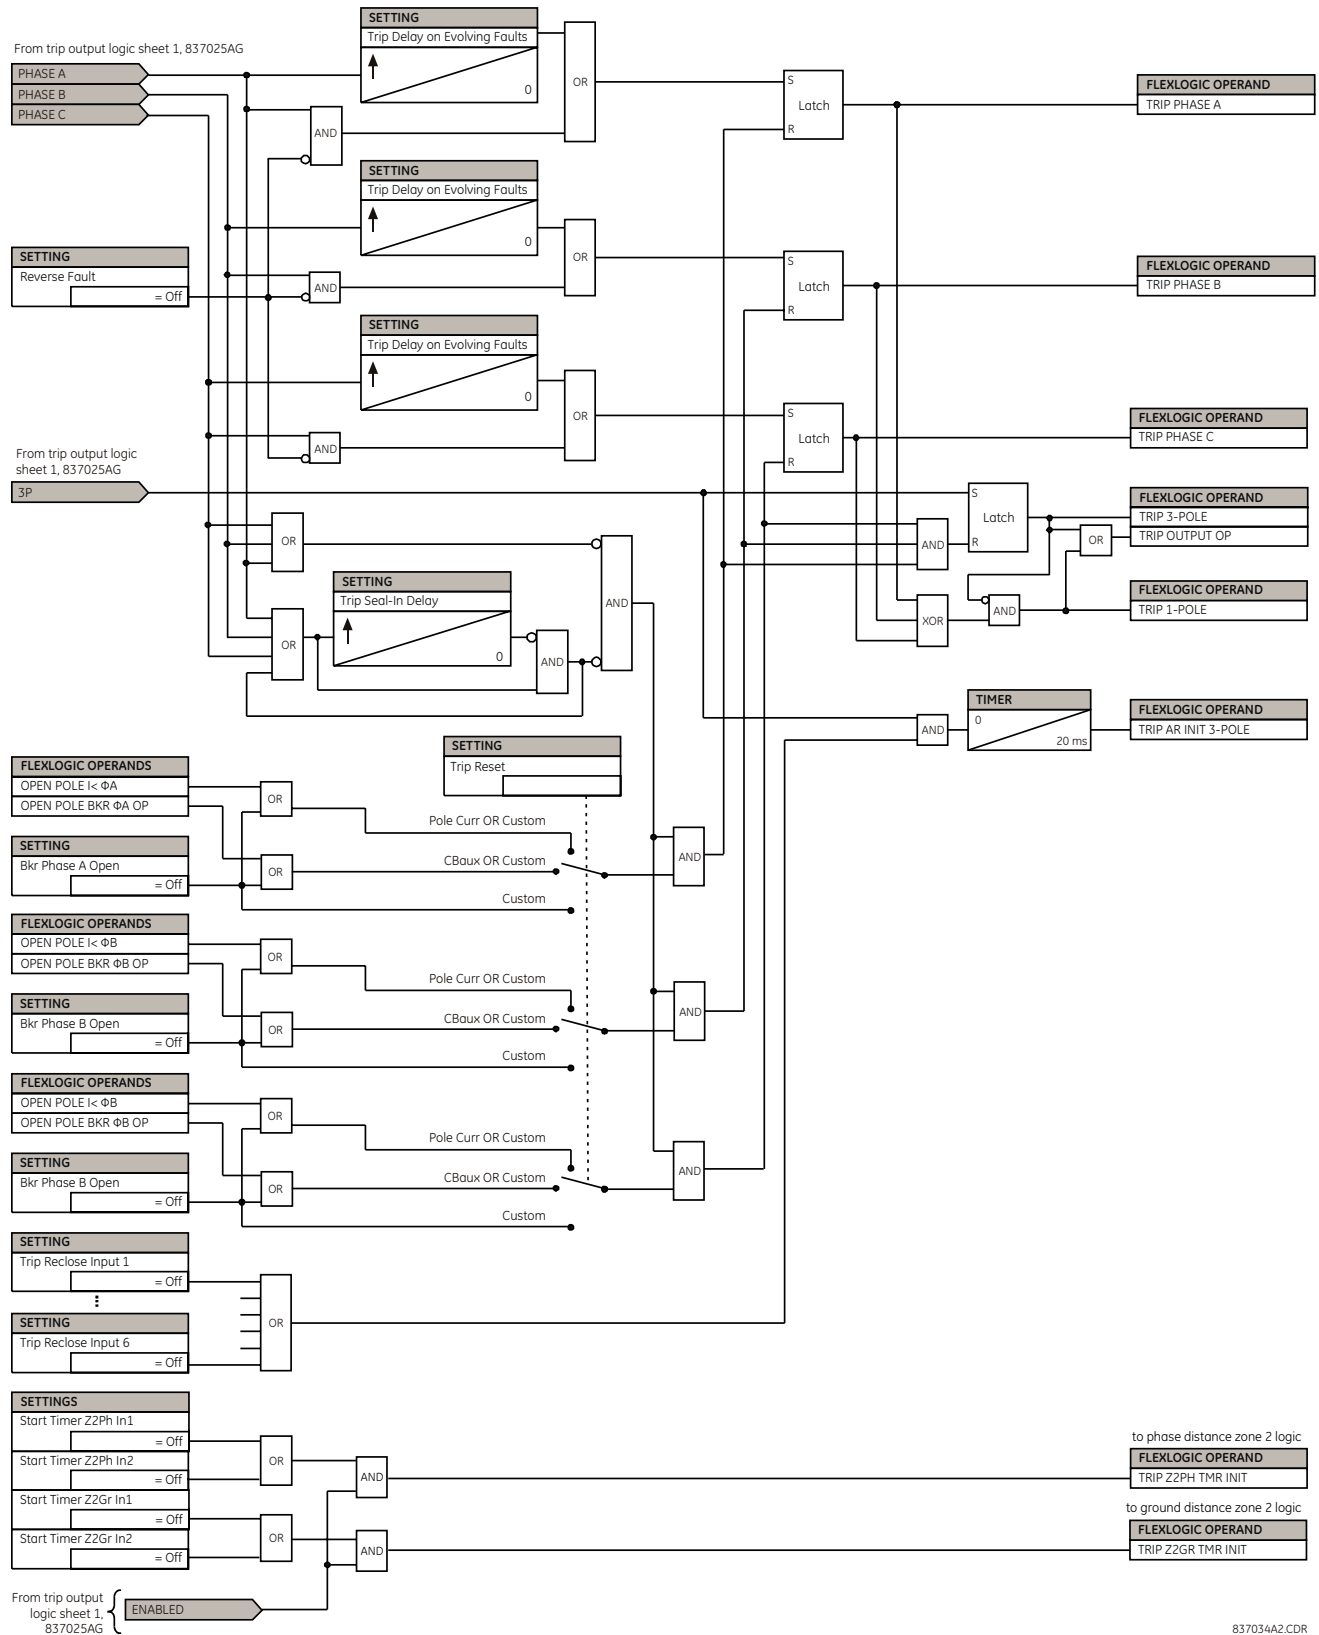 SETTING
Trip Delay on Evolving Faults
0
OR
From trip output logic sheet 1, 837025AG
PHASE A
PHASE B
PHASE C
AND
S
Latch
R
FLEXLOGIC OPERAND
TRIP PHASE A
SETTING
Trip Delay on Evolving Faults
0
OR
SETTING
Reverse Fault
= Off
AND
S
Latch
R
FLEXLOGIC OPERAND
TRIP PHASE B
SETTING
Trip Delay on Evolving Faults
0
OR
AND
S
Latch
R
FLEXLOGIC OPERAND
TRIP PHASE C
From trip output logic
sheet 1, 837025AG
3P
S
Latch
R
FLEXLOGIC OPERAND
TRIP 3-POLE
TRIP OUTPUT OP
OR
AND
OR
SETTING
Trip Seal-In Delay
0
OR
AND
AND
XOR
AND
FLEXLOGIC OPERAND
TRIP 1-POLE
AND
TIMER
0
20 ms
FLEXLOGIC OPERAND
TRIP AR INIT 3-POLE
SETTING
Trip Reset
FLEXLOGIC OPERANDS
OPEN POLE I< ΦA
OPEN POLE BKR ΦA OP
OR
Pole Curr OR Custom
SETTING
Bkr Phase A Open
= Off
OR
CBaux OR Custom
Custom
AND
FLEXLOGIC OPERANDS
OPEN POLE I< ΦB
OPEN POLE BKR ΦB OP
OR
Pole Curr OR Custom
SETTING
Bkr Phase B Open
= Off
OR
CBaux OR Custom
Custom
AND
FLEXLOGIC OPERANDS
OPEN POLE I< ΦB
OPEN POLE BKR ΦB OP
OR
Pole Curr OR Custom
SETTING
Bkr Phase B Open
= Off
OR
CBaux OR Custom
Custom
AND
SETTING
Trip Reclose Input 1
= Off
SETTING
Trip Reclose Input 6
= Off
OR
SETTINGS
Start Timer Z2Ph In1
= Off
Start Timer Z2Ph In2
= Off
Start Timer Z2Gr In1
= Off
Start Timer Z2Gr In2
= Off
OR
AND
OR
AND
to phase distance zone 2 logic
FLEXLOGIC OPERAND
TRIP Z2PH TMR INIT
to ground distance zone 2 logic
FLEXLOGIC OPERAND
TRIP Z2GR TMR INIT
From trip output
logic sheet 1,
837025AG
ENABLED
837034A2.CDR